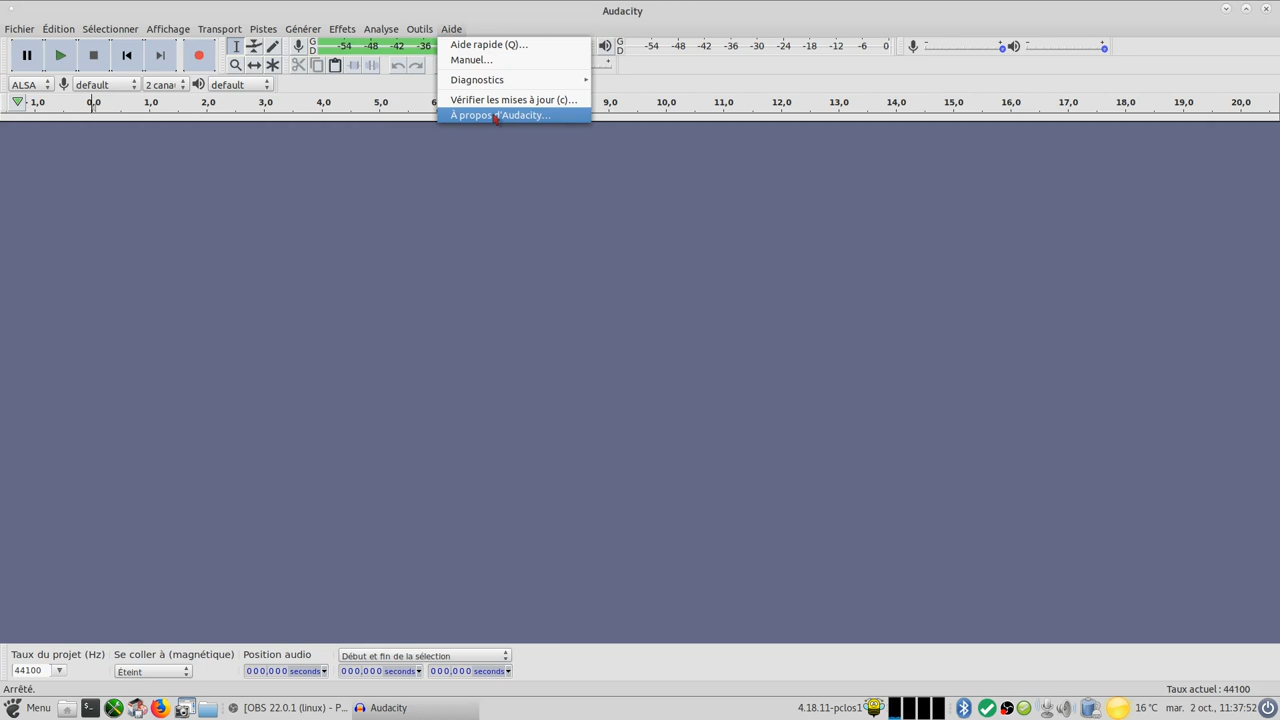 Audacity
Fichier Édition Sélectionner Affichage Transport Pistes Générer Effets Analyse Outils Aide
G
D
-54 -48 -42 -36
G
D
-54 -48 -42 -36 -30 -24 -18 -12 -6 0
- + - +
Aide rapide (Q)...
Manuel...
Diagnostics
Vérifier les mises à jour (c)...
À propos d'Audacity...
ALSA default 2 cana default
1,0 0,0 1,0 2,0 3,0 4,0 5,0 6 9,0 10,0 11,0 12,0 13,0 14,0 15,0 16,0 17,0 18,0 19,0 20,0
Taux du projet (Hz) Se coller à (magnétique) Position audio Début et fin de la sélection
44100 Éteint 000,000 seconds 000,000 seconds 000,000 seconds
Arrêté. Taux actuel : 44100
Menu [OBS 22.0.1 (linux) - P... Audacity 4.18.11-pclos1 16 °C mar. 2 oct., 11:37:52